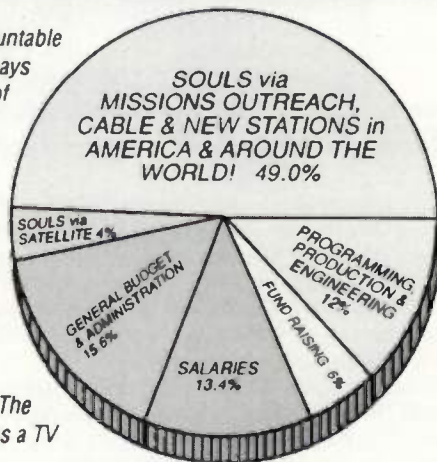 untable
ays
of
SOULS via
MISSIONS OUTREACH,
CABLE & NEW STATIONS in
AMERICA & AROUND THE
WORLD! 49.0%
SOULS via
SATELLITE 4%
GENERAL BUDGET
& ADMINISTRATION
15.6%
SALARIES
13.4%
FUND RAISING 6%
PROGRAMMING,
PRODUCTION &
ENGINEERING
12%
The
s a TV